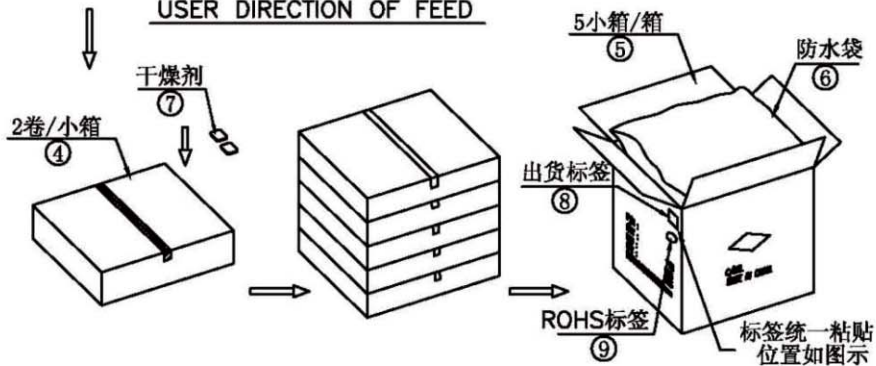 USER DIRECTION OF FEED
5小箱/箱
⑤
防水袋
⑥
干燥剂
⑦
2卷/小箱
④
出货标签
⑧
ROHS标签
⑨
标签统一粘贴
位置如图示